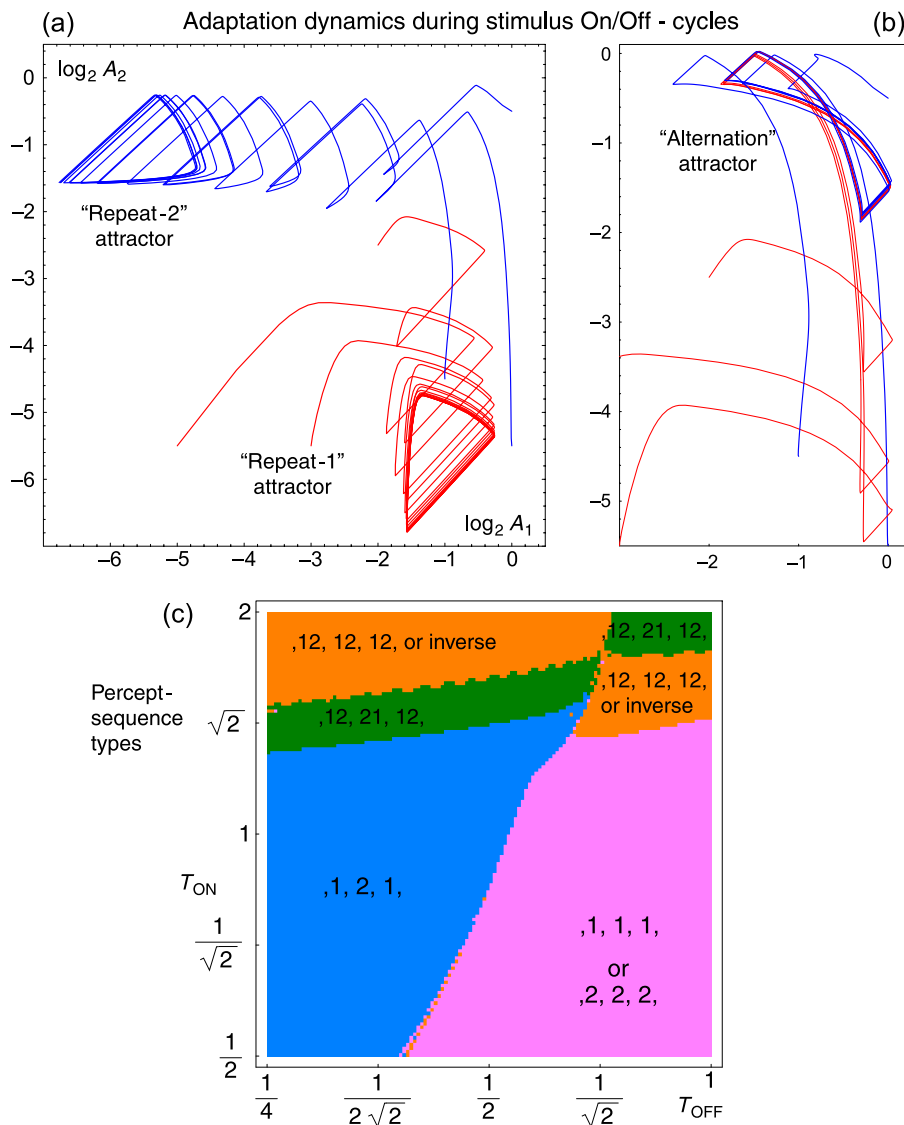 Adaptation dynamics during stimulus On/Off - cycles
(a)
(b)
log2 A2
0
−1
−2
−3
−4
−5
−6
“Repeat-2”
attractor
“Repeat-1”
attractor
log2 A1
−6 −5 −4 −3 −2 −1 0
0
−1
−2
−3
−4
−5
“Alternation”
attractor
−2 −1 0
(c)
Percept-
sequence
types
2
√2
1
TON
1/√2
1/2
,12, 12, 12, or inverse
,12, 21, 12,
,12, 21, 12,
,12, 12, 12,
or inverse
,1, 2, 1,
,1, 1, 1,
or
,2, 2, 2,
1/4 1/(2√2) 1/2 1/√2 1
TOFF